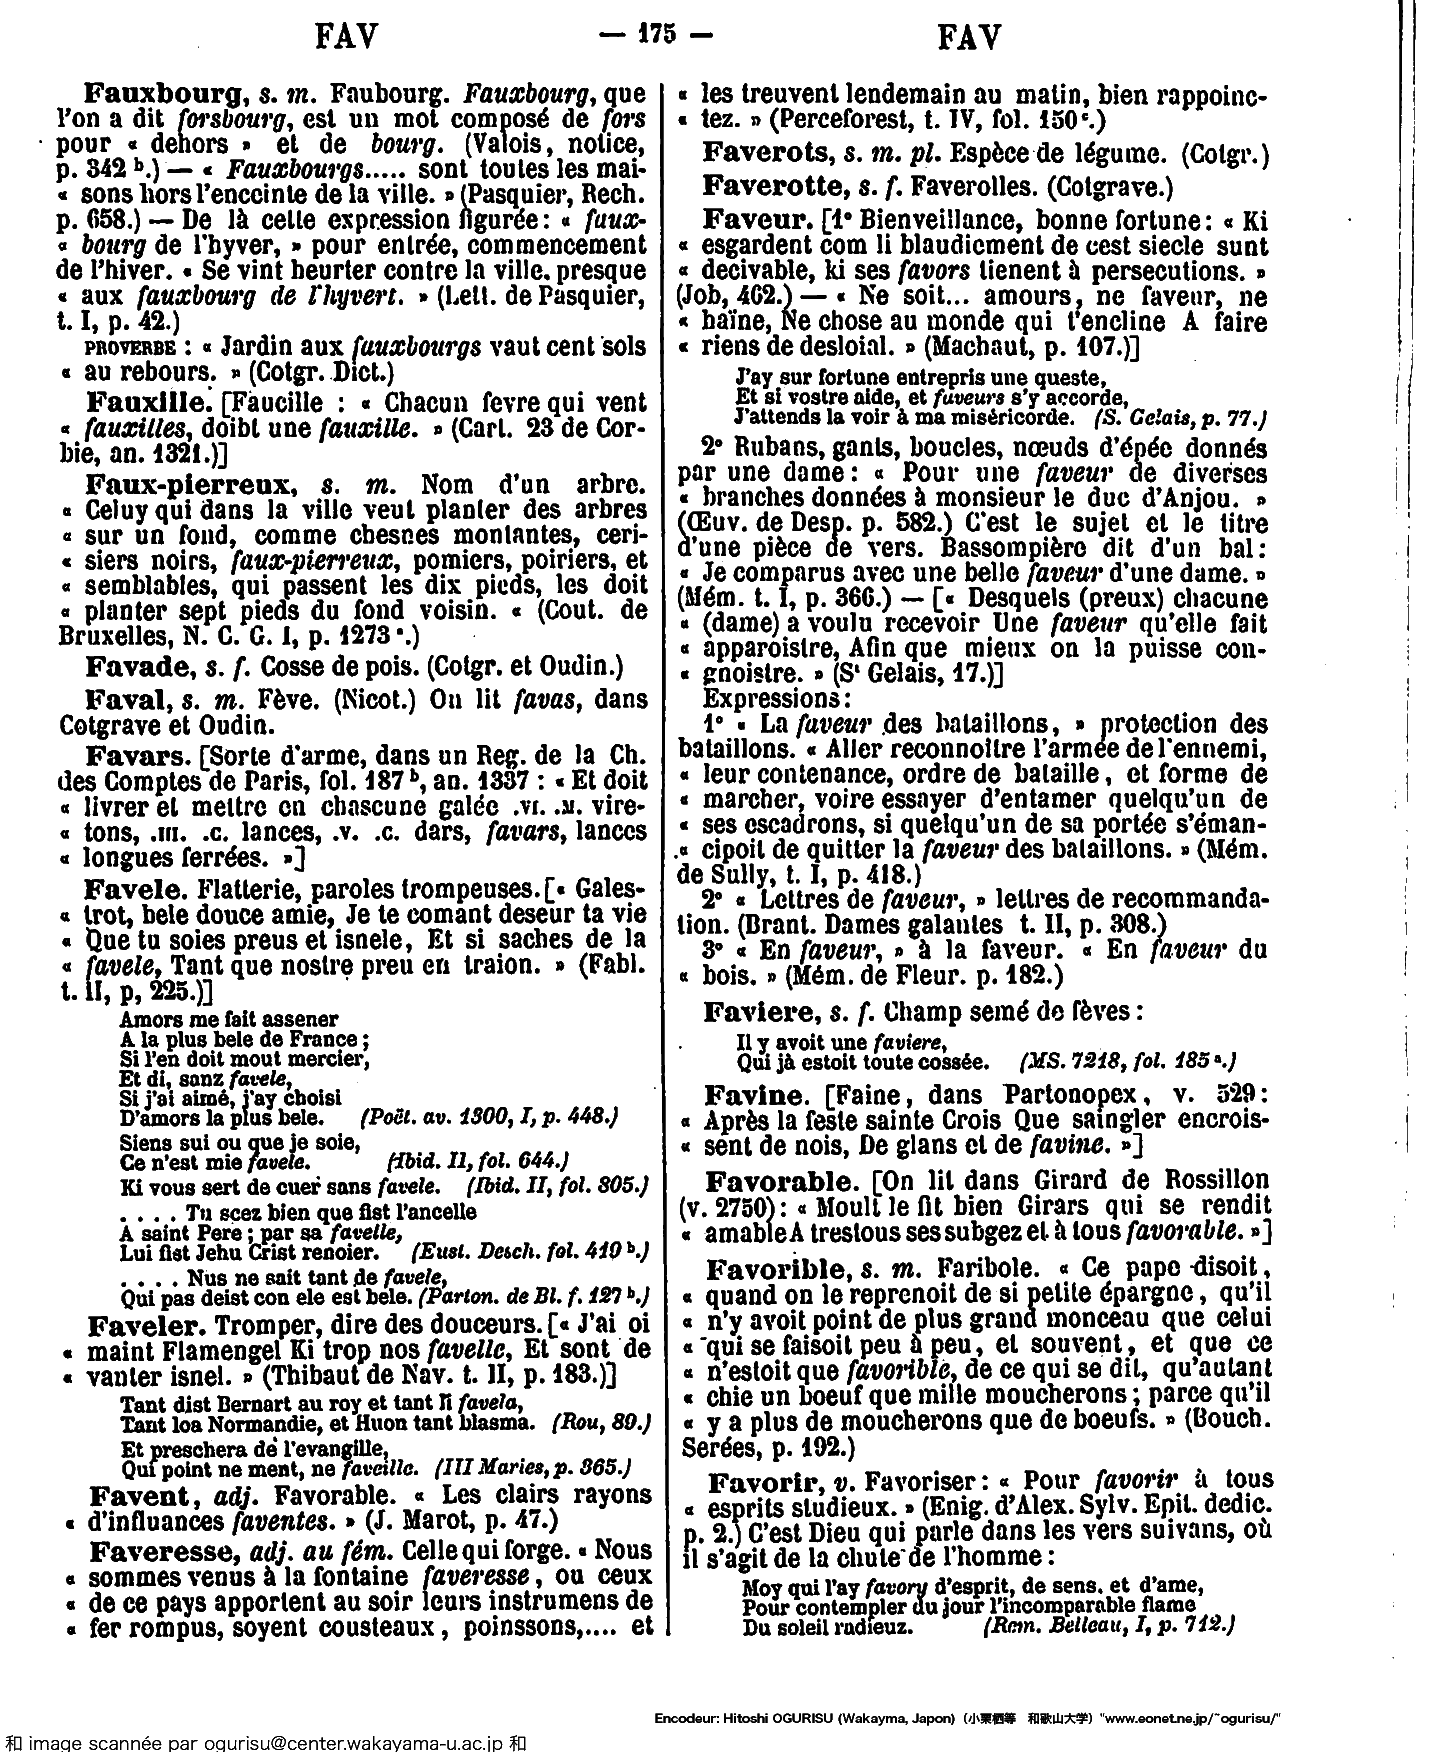 FAV — 175 — FAV
Fauxbourg, s. m. Faubourg. Fauxbourg, que
l'on a dit forsbourg, est un mot composé de fors
pour « dehors » et de bourg. (Valois, notice,
p. 342 b.) — « Fauxbourgs..... sont toutes les mai-
« sons hors l'enceinte de la ville. » (Pasquier, Rech.
p. 658.) — De là cette expression figurée : « faux-
« bourg de l'hyver, » pour entrée, commencement
de l'hiver. « Se vint heurter contre la ville, presque
« aux fauxbourg de l'hyvert. » (Lett. de Pasquier,
t. I, p. 42.)
PROVERBE : « Jardin aux fauxbourgs vaut cent sols
« au rebours. » (Cotgr. Dict.)
Fauxille. [Faucille : « Chacun fevre qui vent
« fauxilles, doibt une fauxille. » (Cart. 23 de Cor-
bie, an. 1321.)]
Faux-pierreux, s. m. Nom d'un arbre.
« Celuy qui dans la ville veut planter des arbres
« sur un fond, comme chesnes montantes, ceri-
« siers noirs, faux-pierreux, pomiers, poiriers, et
« semblables, qui passent les dix pieds, les doit
« planter sept pieds du fond voisin. « (Cout. de
Bruxelles, N. C. G. I, p. 1273 a.)
Favade, s. f. Cosse de pois. (Cotgr. et Oudin.)
Faval, s. m. Fève. (Nicot.) On lit favas, dans
Cotgrave et Oudin.
Favars. [Sorte d'arme, dans un Reg. de la Ch.
des Comptes de Paris, fol. 187 b, an. 1337 : « Et doit
« livrer et mettre en chascune galée .VI. .M. vire-
« tons, .III. .C. lances, .V. .C. dars, favars, lances
« longues ferrées. »]
Favele. Flatterie, paroles trompeuses. [« Gales-
« trot, bele douce amie, Je te comant deseur ta vie
« Que tu soies preus et isnele, Et si saches de la
« favele, Tant que nostre preu en traion. » (Fabl.
t. II, p, 225.)]
Amors me fait assener
A la plus bele de France ;
Si l'en doit mout mercier,
Et di, sanz favele,
Si j'ai aimé, j'ay choisi
D'amors la plus bele. (Poët. av. 1300, I, p. 448.)
Siens sui ou que je soie,
Ce n'est mie favele. (Ibid. II, fol. 644.)
Ki vous sert de cuer sans favele. (Ibid. II, fol. 805.)
. . . . Tu scez bien que fist l'ancelle
A saint Pere ; par sa favelle,
Lui fist Jehu Crist renoier. (Eust. Desch. fol. 419 b.)
. . . . Nus ne sait tant de favele,
Qui pas deist con ele est bele. (Parton. de Bl. f. 127 b.)
Faveler. Tromper, dire des douceurs. [« J'ai oi
« maint Flamengel Ki trop nos favelle, Et sont de
« vanter isnel. » (Thibaut de Nav. t. II, p. 183.)]
Tant dist Bernart au roy et tant li favela,
Tant loa Normandie, et Huon tant blasma. (Rou, 89.)
Et preschera de l'evangille,
Qui point ne ment, ne faveille. (III Maries, p. 365.)
Favent, adj. Favorable. « Les clairs rayons
« d'influances faventes. » (J. Marot, p. 47.)
Faveresse, adj. au fém. Celle qui forge. « Nous
« sommes venus à la fontaine faveresse, ou ceux
« de ce pays apportent au soir leurs instrumens de
« fer rompus, soyent cousteaux, poinssons,.... et
« les treuvent lendemain au matin, bien rappoinc-
« tez. » (Perceforest, t. IV, fol. 150 c.)
Faverots, s. m. pl. Espèce de légume. (Cotgr.)
Faverotte, s. f. Faverolles. (Cotgrave.)
Faveur. [1° Bienveillance, bonne fortune : « Ki
« esgardent com li blaudicment de cest siecle sunt
« decivable, ki ses favors tienent à persecutions. »
(Job, 462.) — « Ne soit... amours, ne faveur, ne
« haïne, Ne chose au monde qui t'encline A faire
« riens de desloial. » (Machaut, p. 107.)]
J'ay sur fortune entrepris une queste,
Et si vostre aide, et faveurs s'y accorde,
J'attends la voir à ma miséricorde. (S. Gelais, p. 77.)
2° Rubans, gants, boucles, nœuds d'épée donnés
par une dame : « Pour une faveur de diverses
« branches données à monsieur le duc d'Anjou. »
(Œuv. de Desp. p. 582.) C'est le sujet et le titre
d'une pièce de vers. Bassompière dit d'un bal :
« Je comparus avec une belle faveur d'une dame. »
(Mém. t. I, p. 366.) — [« Desquels (preux) chacune
« (dame) a voulu recevoir Une faveur qu'elle fait
« apparoistre, Afin que mieux on la puisse con-
« gnoistre. » (St Gelais, 17.)]
Expressions :
1° « La faveur des bataillons, » protection des
bataillons. « Aller reconnoître l'armée de l'ennemi,
« leur contenance, ordre de bataille, et forme de
« marcher, voire essayer d'entamer quelqu'un de
« ses escadrons, si quelqu'un de sa portée s'éman-
« cipoit de quitter la faveur des bataillons. » (Mém.
de Sully, t. I, p. 418.)
2° « Lettres de faveur, » lettres de recommanda-
tion. (Brant. Dames galantes t. II, p. 308.)
3° « En faveur, » à la faveur. « En faveur du
« bois. » (Mém. de Fleur. p. 182.)
Faviere, s. f. Champ semé de fèves :
Il y avoit une faviere,
Qui jà estoit toute cossée. (MS. 7218, fol. 185 a.)
Favine. [Faine, dans Partonopex, v. 529 :
« Après la feste sainte Crois Que saingler encrois-
« sent de nois, De glans et de favine. »]
Favorable. [On lit dans Girard de Rossillon
(v. 2750) : « Moult le fit bien Girars qui se rendit
« amable A trestous ses subgez et à tous favorable. »]
Favorible, s. m. Faribole. « Ce pape disoit,
« quand on le reprenoit de si petite épargne, qu'il
« n'y avoit point de plus grand monceau que celui
« qui se faisoit peu à peu, et souvent, et que ce
« n'estoit que favorible, de ce qui se dit, qu'autant
« chie un boeuf que mille moucherons ; parce qu'il
« y a plus de moucherons que de boeufs. » (Bouch.
Serées, p. 192.)
Favorir, v. Favoriser : « Pour favorir à tous
« esprits studieux. » (Enig. d'Alex. Sylv. Epit. dedic.
p. 2.) C'est Dieu qui parle dans les vers suivans, où
il s'agit de la chute de l'homme :
Moy qui l'ay favory d'esprit, de sens, et d'ame,
Pour contempler du jour l'incomparable flame
Du soleil radieuz. (Rem. Belleau, I, p. 712.)
Encodeur: Hitoshi OGURISU (Wakayma, Japon) (小栗栖等 和歌山大学) "www.eonet.ne.jp/~ogurisu/"
和 image scannée par ogurisu@center.wakayama-u.ac.jp 和